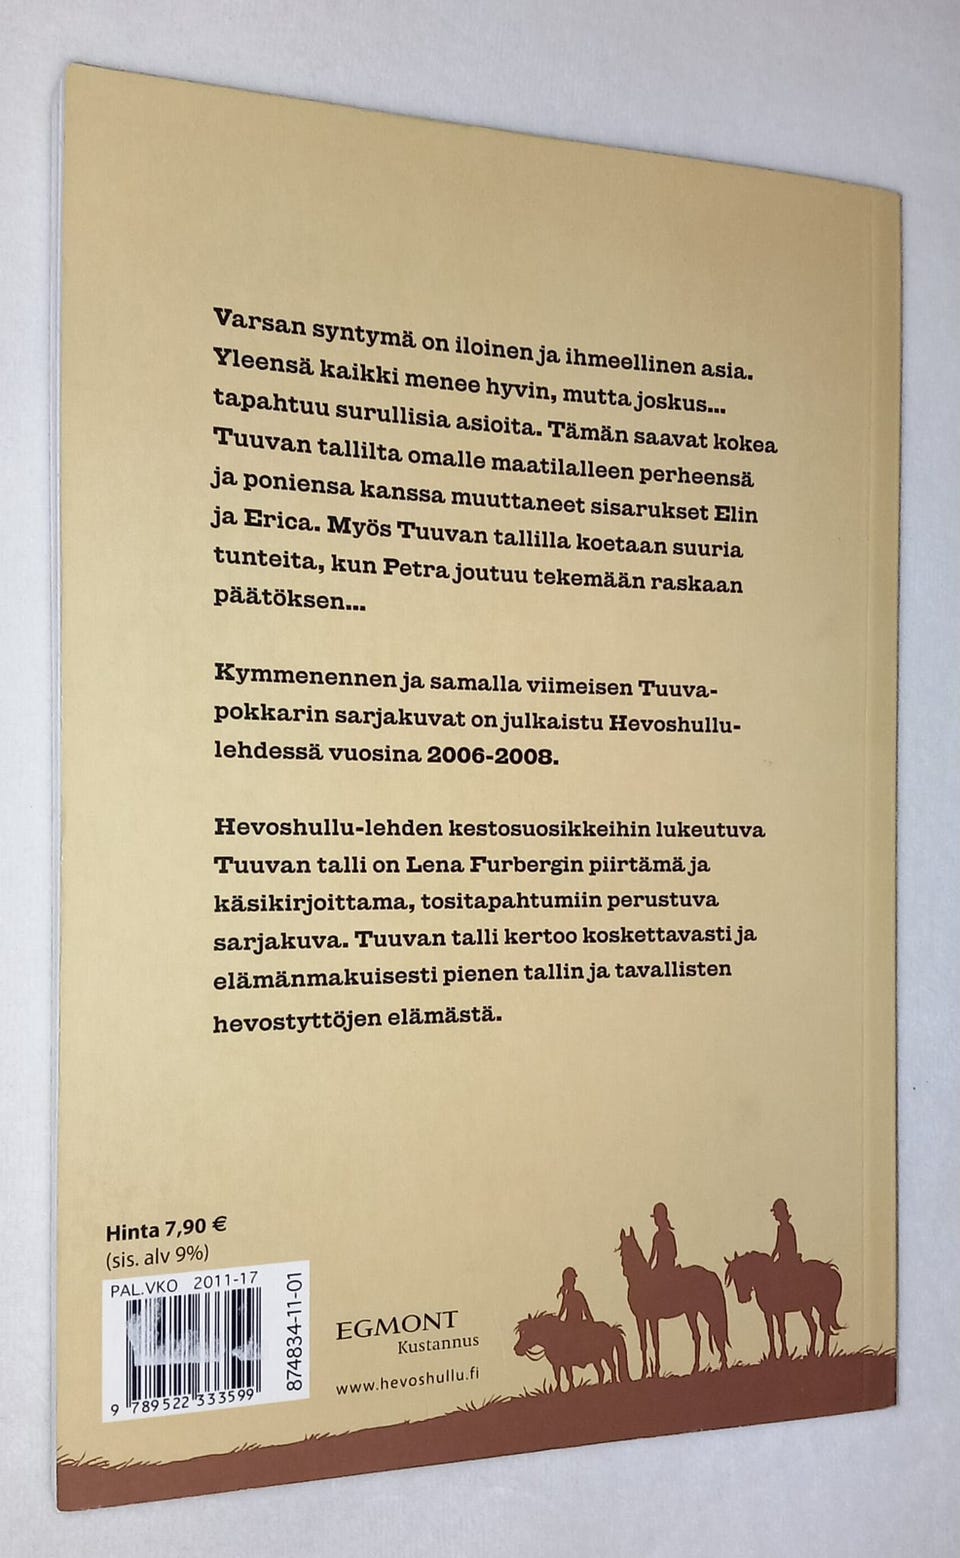 Varsan syntymä on iloinen ja ihmeellinen asia.
Yleensä kaikki menee hyvin, mutta joskus...
tapahtuu surullisia asioita. Tämän saavat kokea
Tuuvan tallilta omalle maatilalleen perheensä
ja poniensa kanssa muuttaneet sisarukset Elin
ja Erica. Myös Tuuvan tallilla koetaan suuria
tunteita, kun Petra joutuu tekemään raskaan
päätöksen...
Kymmenennen ja samalla viimeisen Tuuva-
pokkarin sarjakuvat on julkaistu Hevoshullu-
lehdessä vuosina 2006-2008.
Hevoshullu-lehden kestosuosikkeihin lukeutuva
Tuuvan talli on Lena Furbergin piirtämä ja
käsikirjoittama, tositapahtumiin perustuva
sarjakuva. Tuuvan talli kertoo koskettavasti ja
elämänmakuisesti pienen tallin ja tavallisten
hevostyttöjen elämästä.
Hinta 7,90 €
(sis. alv 9%)
PAL.VKO 2011-17
874834-11-01
9 789522 333599
EGMONT
Kustannus
www.hevoshullu.fi